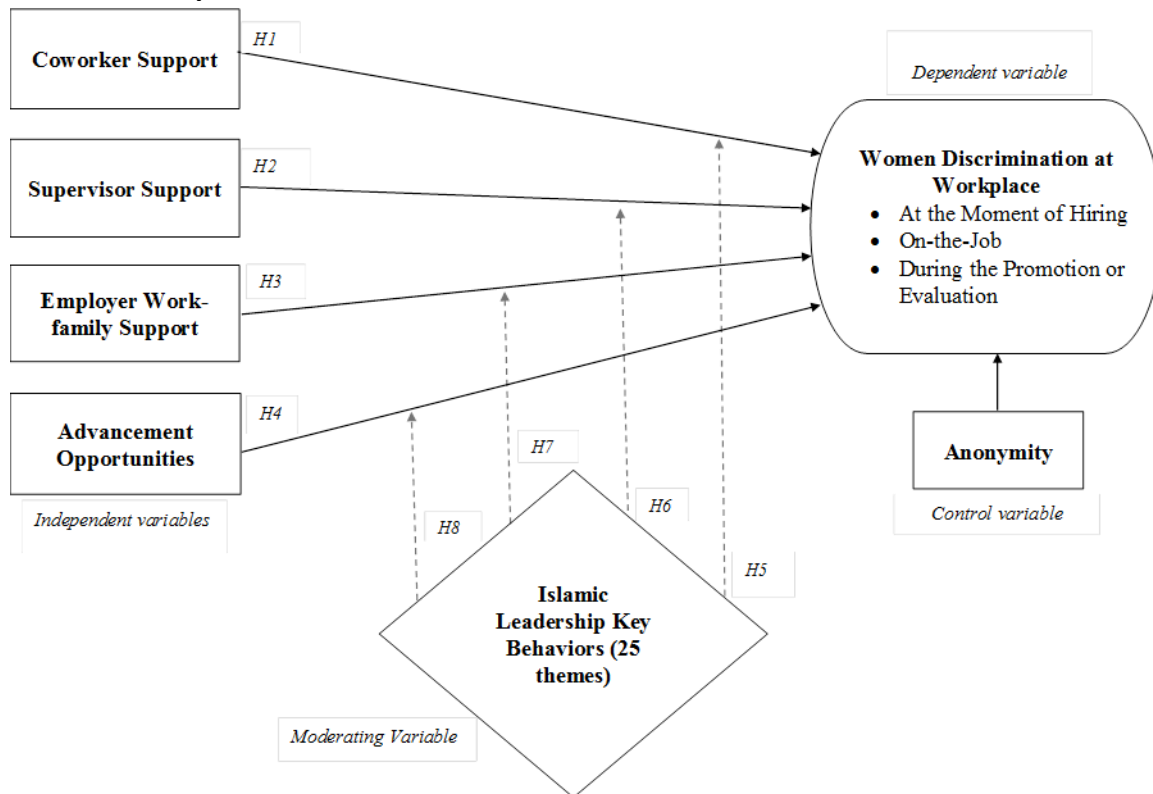 H1
Coworker Support
Dependent variable
H2
Supervisor Support
Women Discrimination at
Workplace
• At the Moment of Hiring
• On-the-Job
• During the Promotion or
Evaluation
H3
Employer Work-
family Support
H4
Advancement
Opportunities
Independent variables
H7
Anonymity
Control variable
H6
H8
H5
Islamic
Leadership Key
Behaviors (25
themes)
Moderating Variable